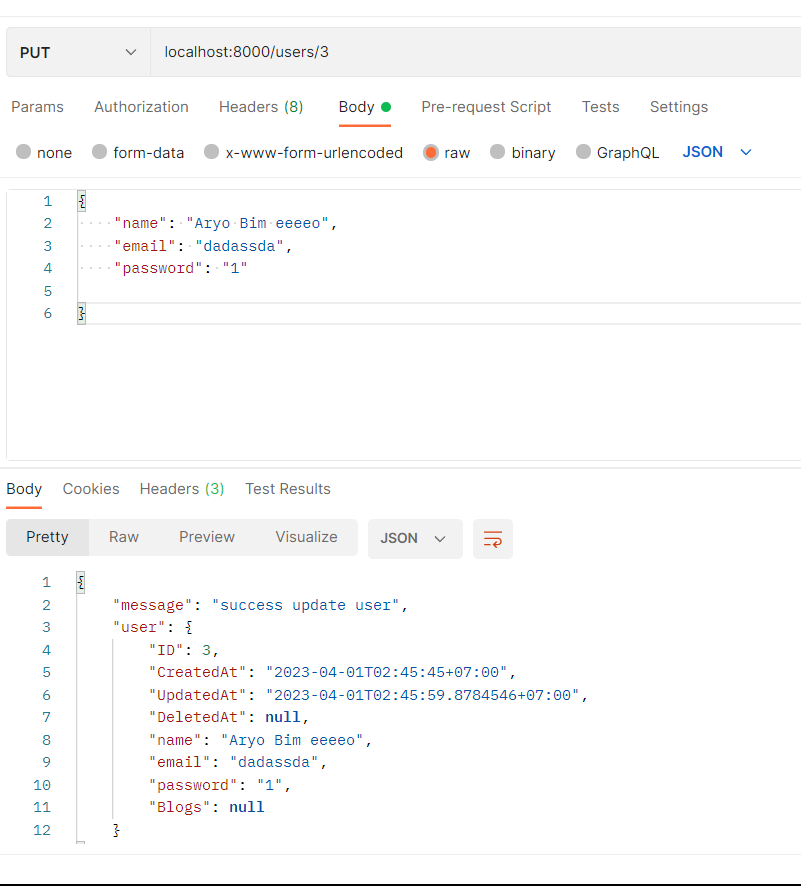 PUT localhost:8000/users/3
Params Authorization Headers (8) Body Pre-request Script Tests Settings
none form-data x-www-form-urlencoded raw binary GraphQL JSON
1 {
2 "name": "Aryo Bim eeeeo",
3 "email": "dadassda",
4 "password": "1"
5
6 }
Body Cookies Headers (3) Test Results
Pretty Raw Preview Visualize JSON
1 {
2 "message": "success update user",
3 "user": {
4 "ID": 3,
5 "CreatedAt": "2023-04-01T02:45:45+07:00",
6 "UpdatedAt": "2023-04-01T02:45:59.8784546+07:00",
7 "DeletedAt": null,
8 "name": "Aryo Bim eeeeo",
9 "email": "dadassda",
10 "password": "1",
11 "Blogs": null
12 }